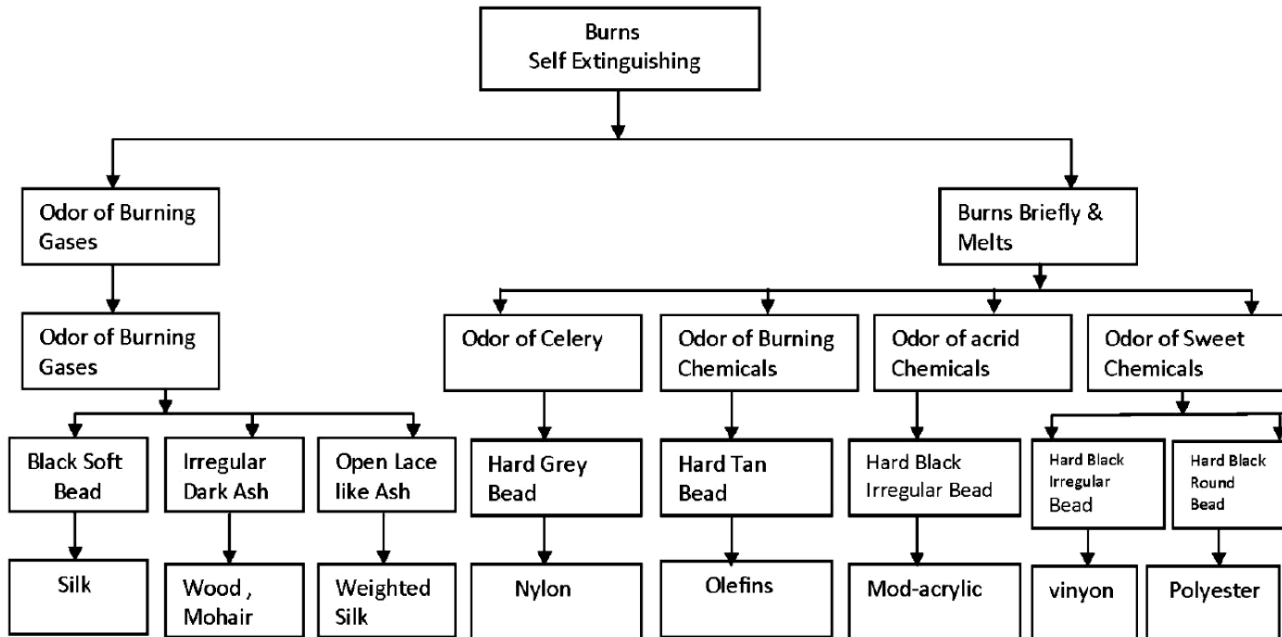 Burns
Self Extinguishing
Odor of Burning
Gases
Burns Briefly &
Melts
Odor of Burning
Gases
Odor of Celery
Odor of Burning
Chemicals
Odor of acrid
Chemicals
Odor of Sweet
Chemicals
Black Soft
Bead
Irregular
Dark Ash
Open Lace
like Ash
Hard Grey
Bead
Hard Tan
Bead
Hard Black
Irregular Bead
Hard Black
Irregular
Bead
Hard Black
Round
Bead
Silk
Wood ,
Mohair
Weighted
Silk
Nylon
Olefins
Mod-acrylic
vinyon
Polyester